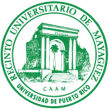 RECINTO UNIVERSITARIO DE MAYAGÜEZ
CAAM
UNIVERSIDAD DE PUERTO RICO